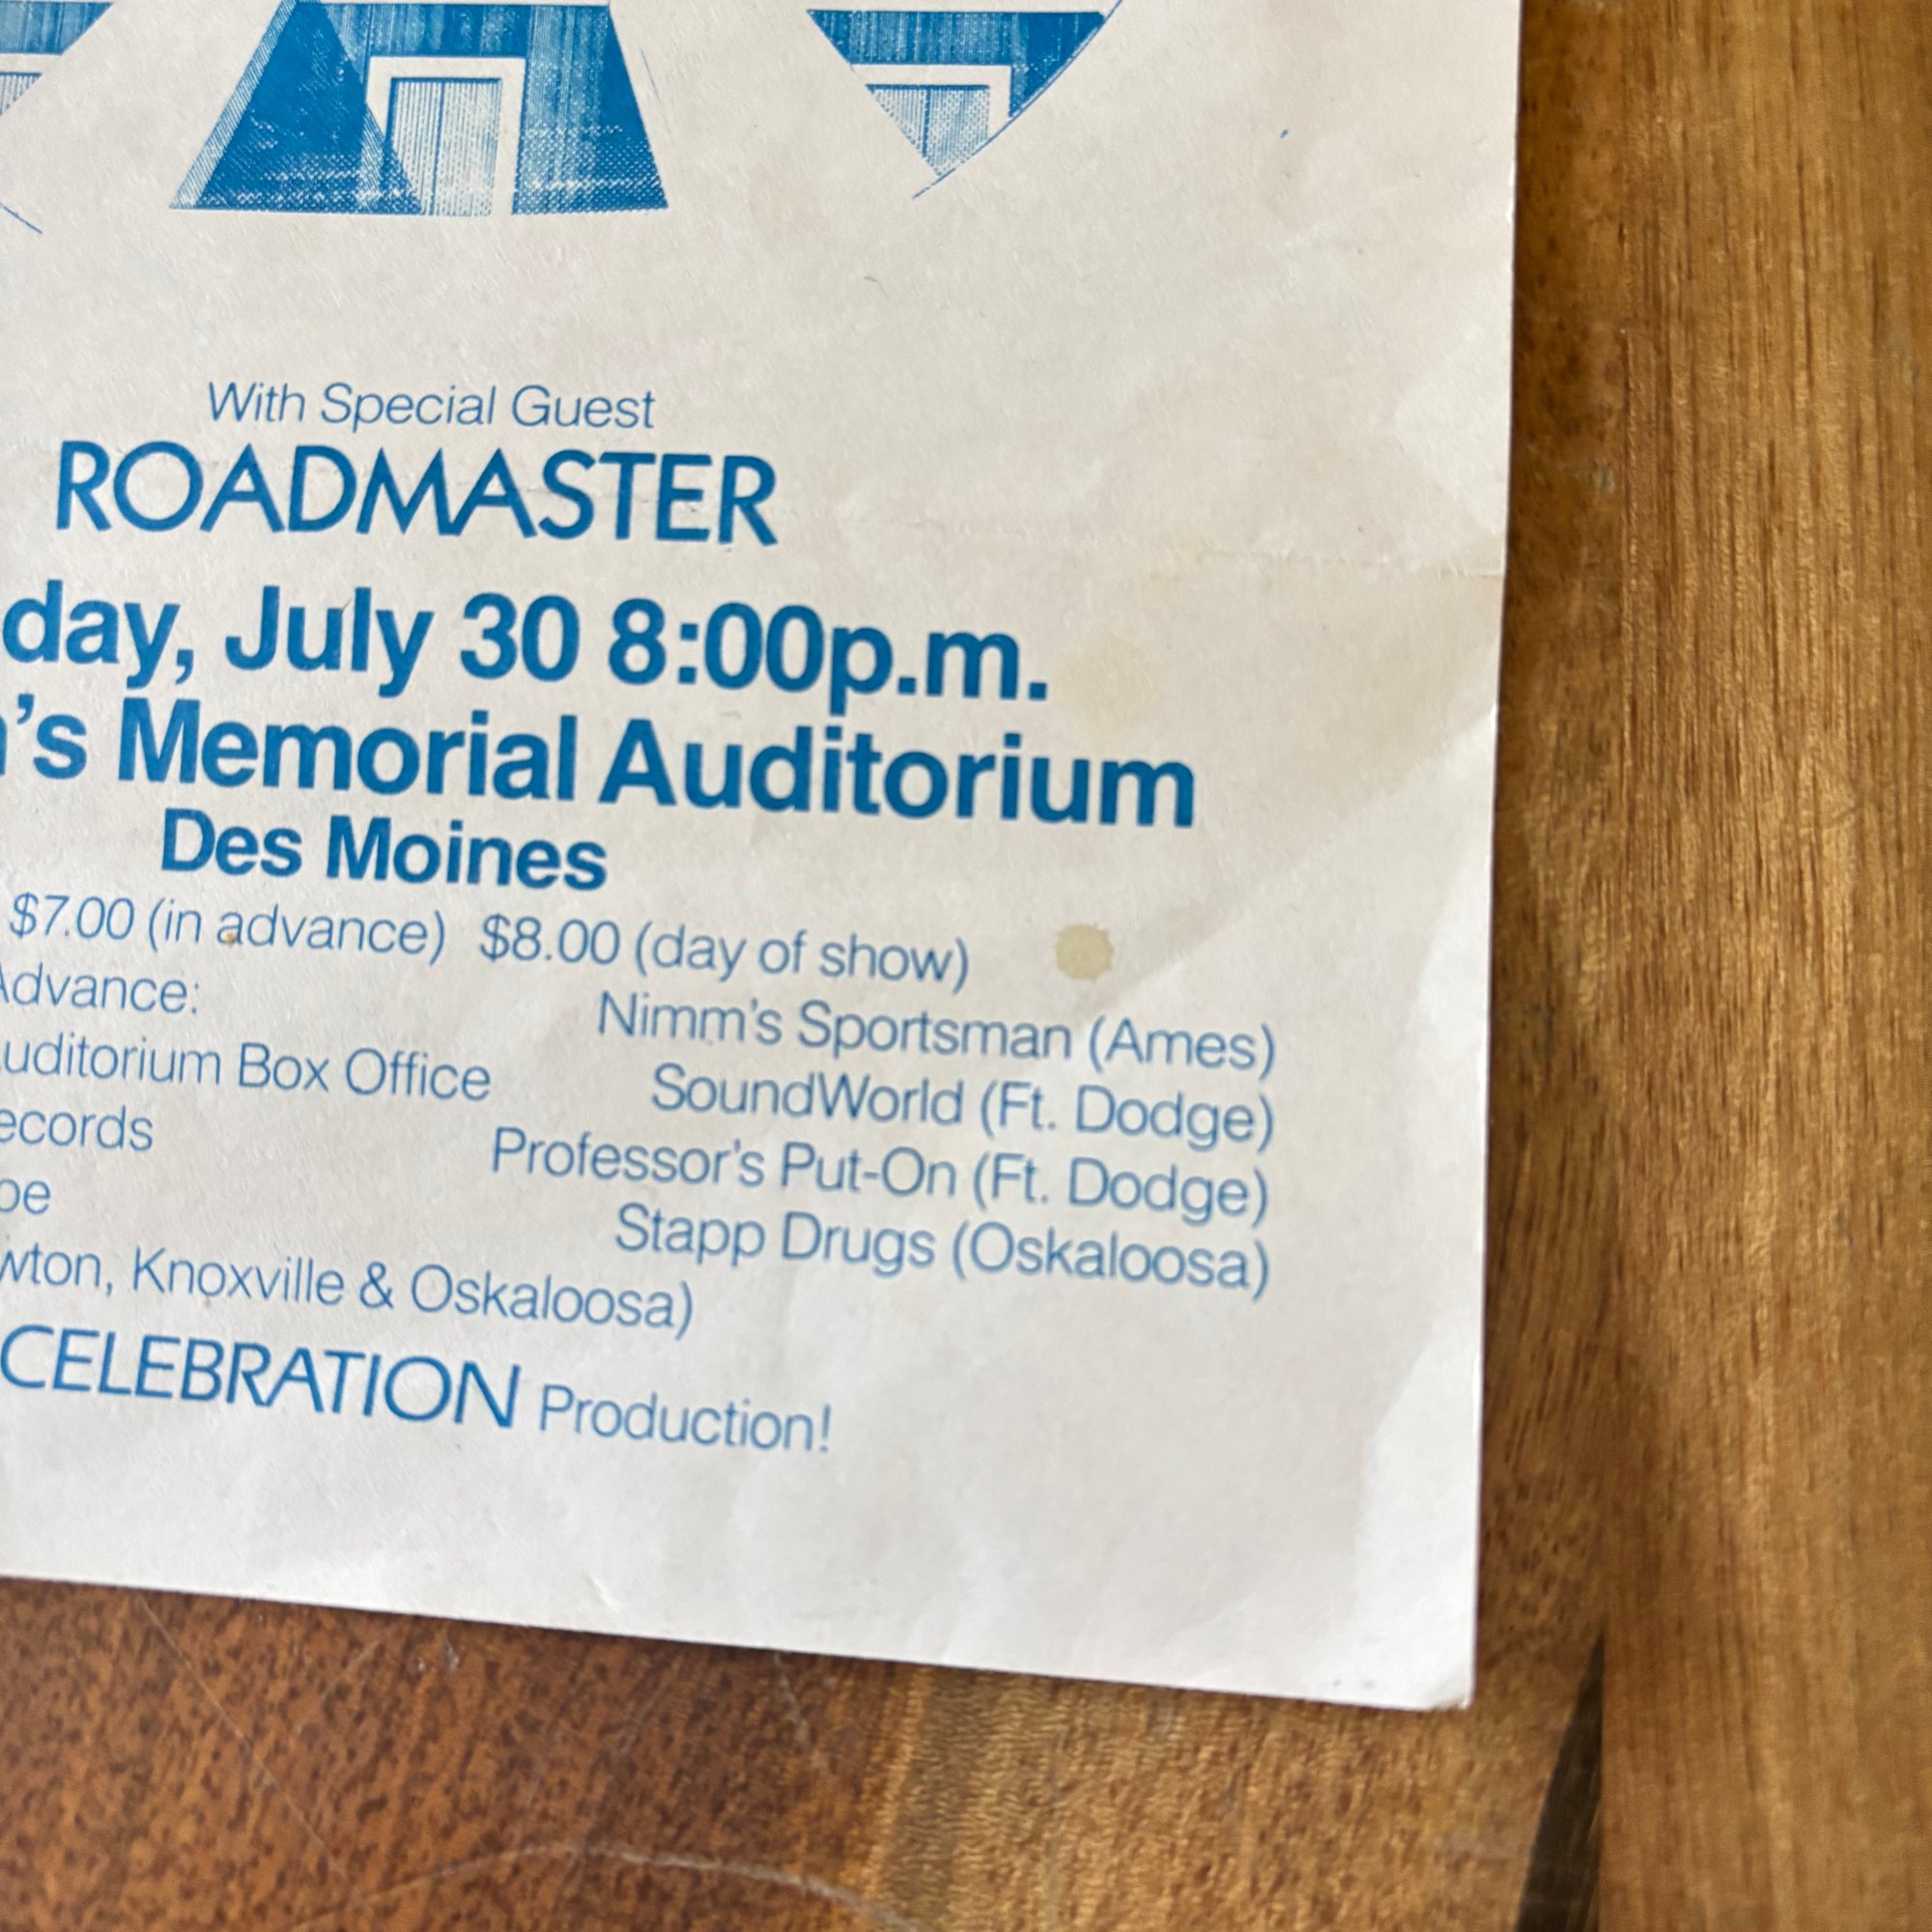 With Special Guest
ROADMASTER
day, July 30 8:00p.m.
's Memorial Auditorium
Des Moines
$7.00 (in advance) $8.00 (day of show)
Advance:
Nimm's Sportsman (Ames)
uditorium Box Office
SoundWorld (Ft. Dodge)
ecords
Professor's Put-On (Ft. Dodge)
pe
Stapp Drugs (Oskaloosa)
wton, Knoxville & Oskaloosa)
CELEBRATION Production!